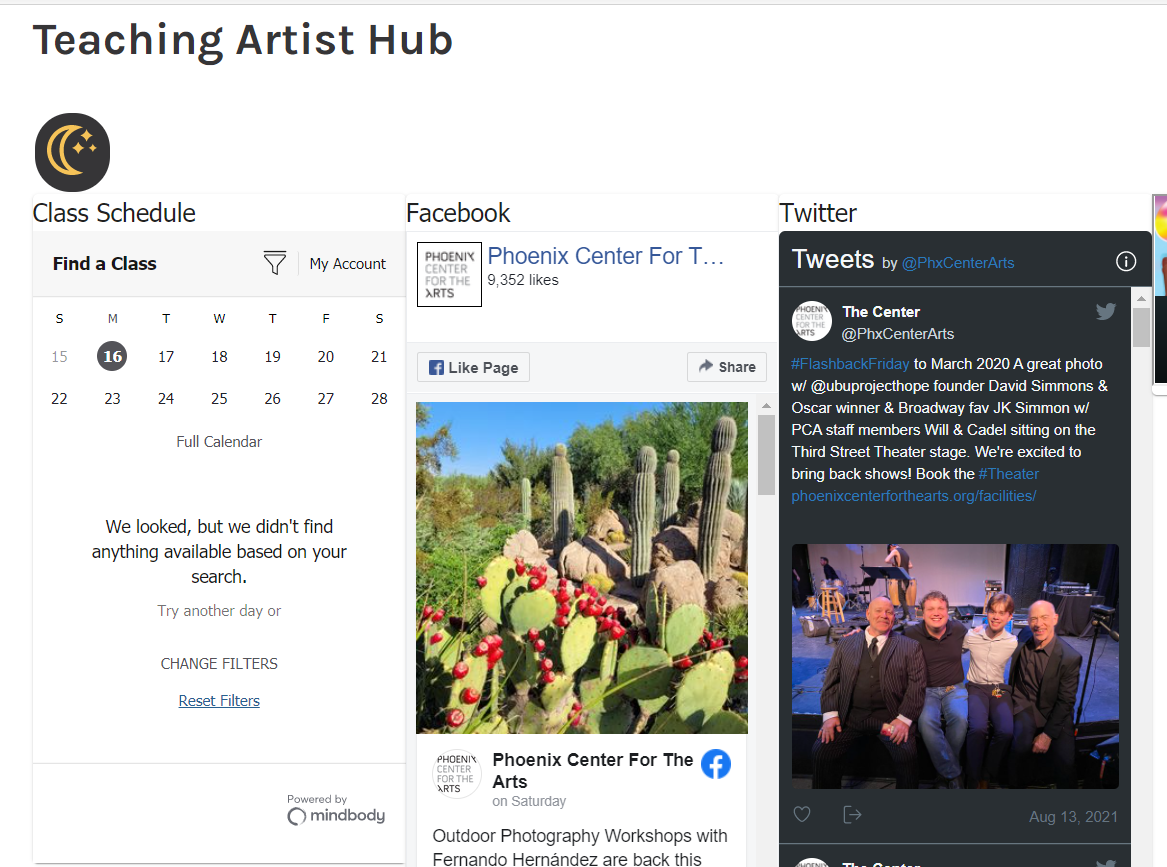 Teaching Artist Hub
Class Schedule
Find a Class
My Account
S M T W T F S
15 16 17 18 19 20 21
22 23 24 25 26 27 28
Full Calendar
We looked, but we didn't find
anything available based on your
search.
Try another day or
CHANGE FILTERS
Reset Filters
Powered by
mindbody
Facebook
PHOENIX
CENTER
FOR THE
ARTS
Phoenix Center For T…
9,352 likes
Like Page
Share
PHOENIX
CENTER
FOR THE
ARTS
Phoenix Center For The
Arts
on Saturday
Outdoor Photography Workshops with
Fernando Hernández are back this
Twitter
Tweets by @PhxCenterArts
PHOENIX
CENTER
FOR THE
ARTS
The Center
@PhxCenterArts
#FlashbackFriday to March 2020 A great photo
w/ @ubuprojecthope founder David Simmons &
Oscar winner & Broadway fav JK Simmon w/
PCA staff members Will & Cadel sitting on the
Third Street Theater stage. We're excited to
bring back shows! Book the #Theater
phoenixcenterforthearts.org/facilities/
Aug 13, 2021
The Center